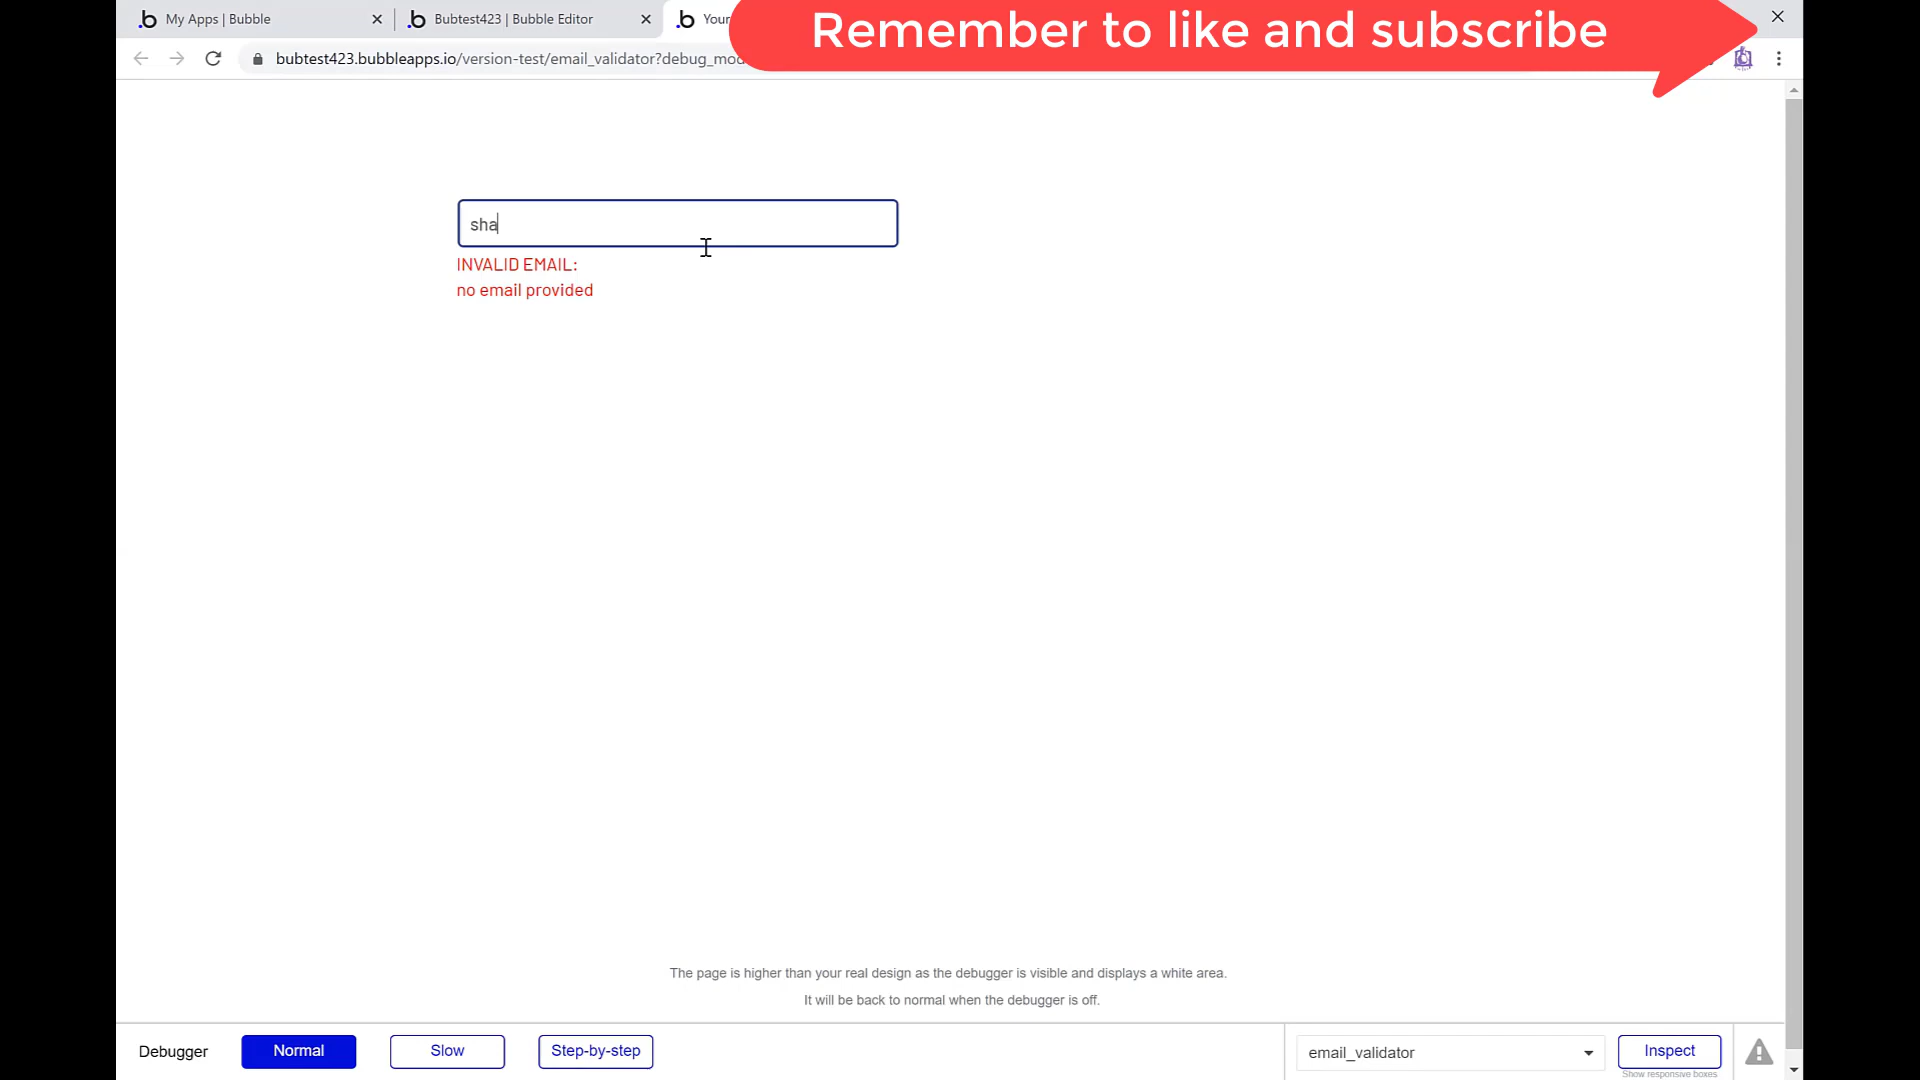 My Apps | Bubble
Bubtest423 | Bubble Editor
Your
Remember to like and subscribe
bubtest423.bubbleapps.io/version-test/email_validator?debug_mod
sha
INVALID EMAIL:
no email provided
The page is higher than your real design as the debugger is visible and displays a white area.
It will be back to normal when the debugger is off.
Debugger
Normal
Slow
Step-by-step
email_validator
Inspect
Show responsive boxes